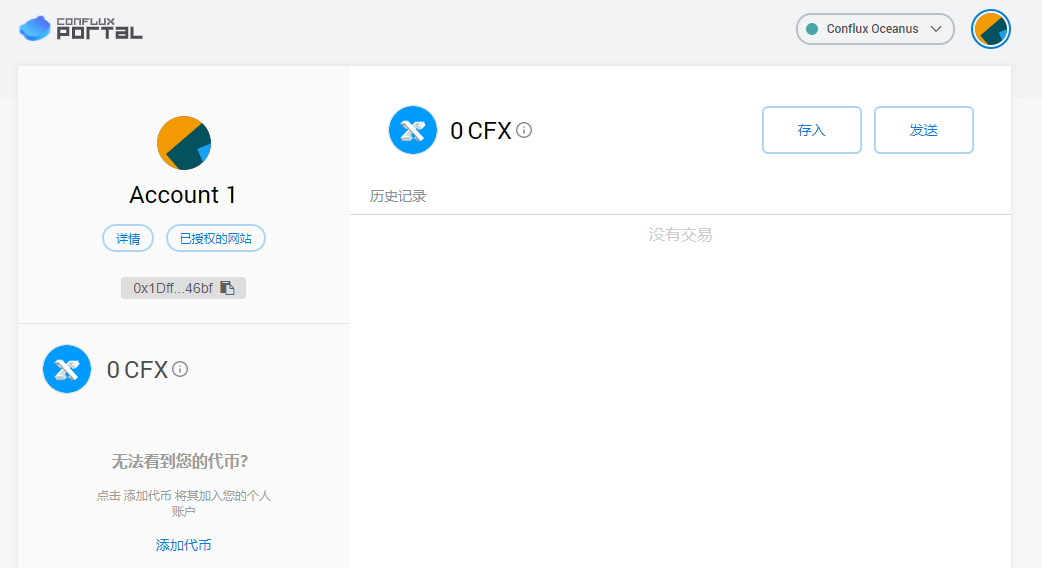 CONFLUX
PORTAL
Conflux Oceanus
Account 1
详情
已授权的网站
0x1Dff...46bf
0 CFX
无法看到您的代币?
点击 添加代币 将其加入您的个人
账户
添加代币
0 CFX
存入
发送
历史记录
没有交易